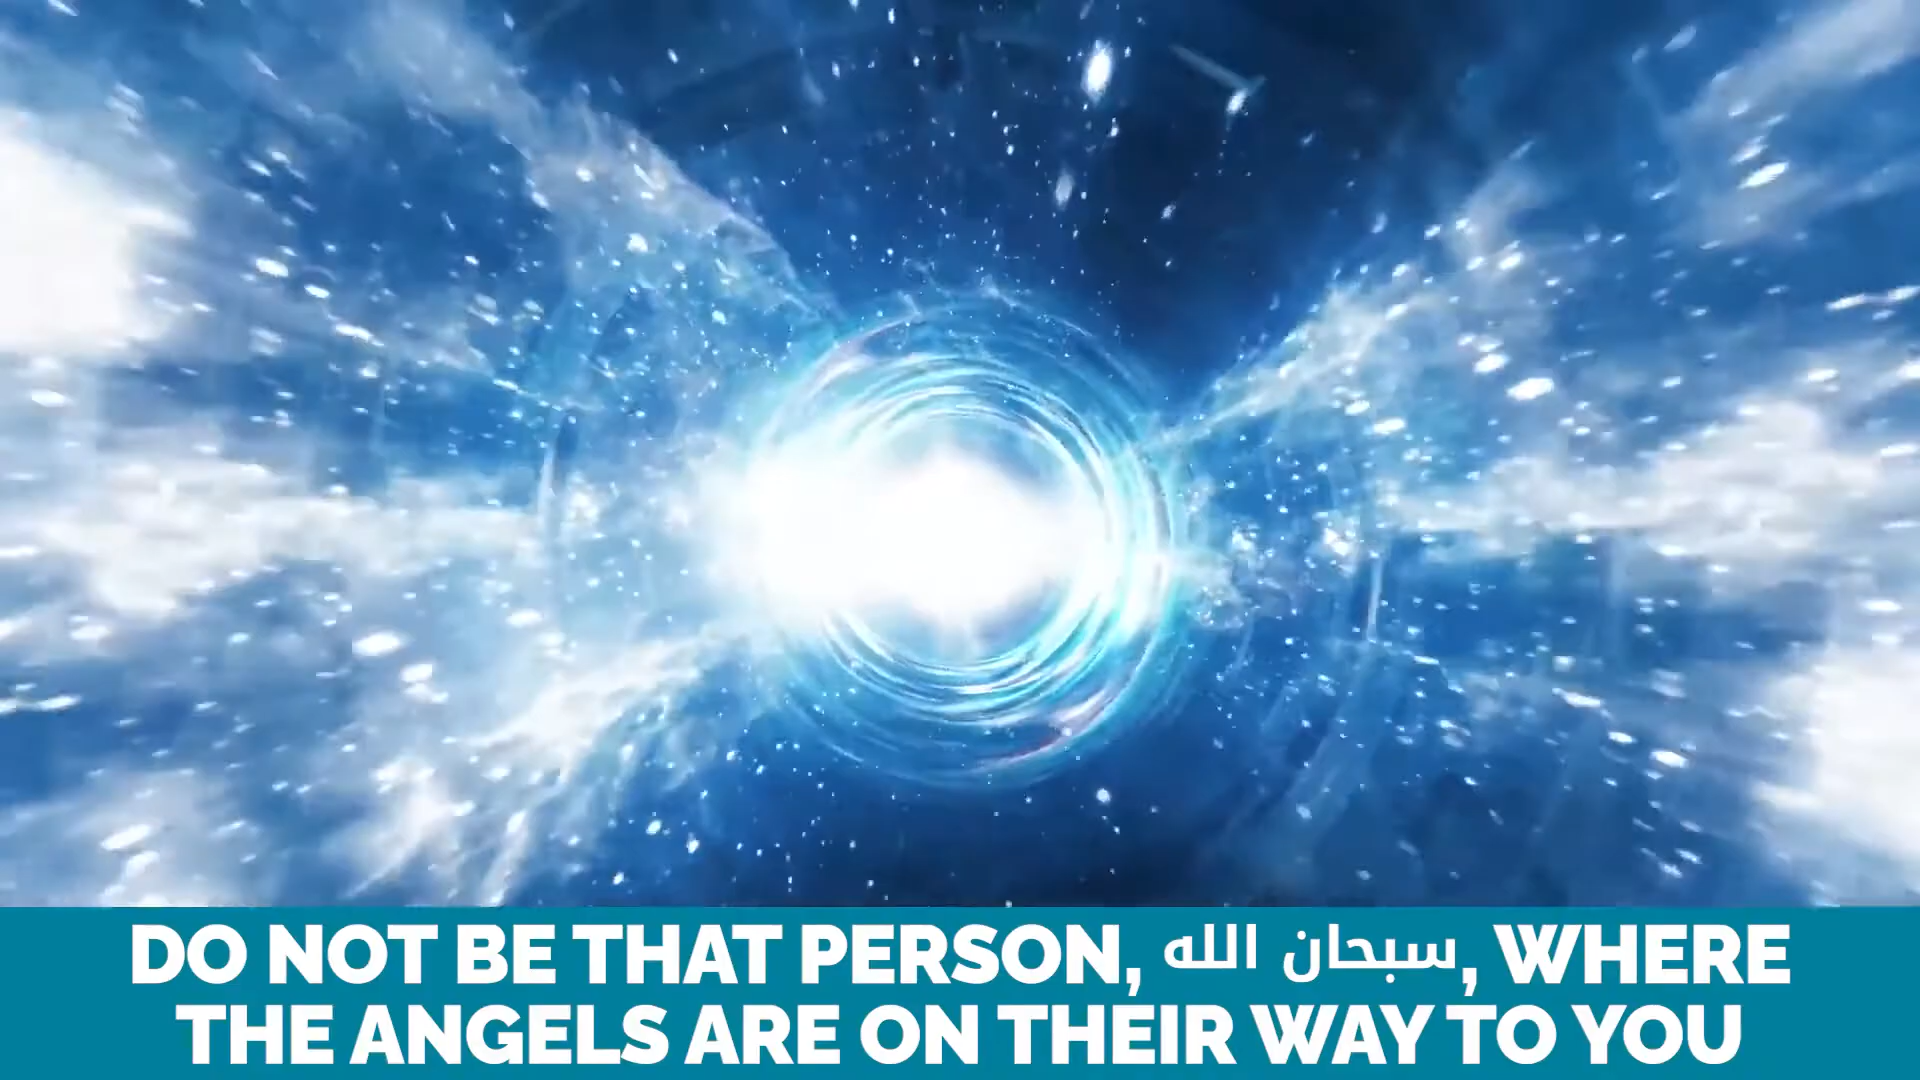 DO NOT BE THAT PERSON, سبحان الله, WHERE
THE ANGELS ARE ON THEIR WAY TO YOU